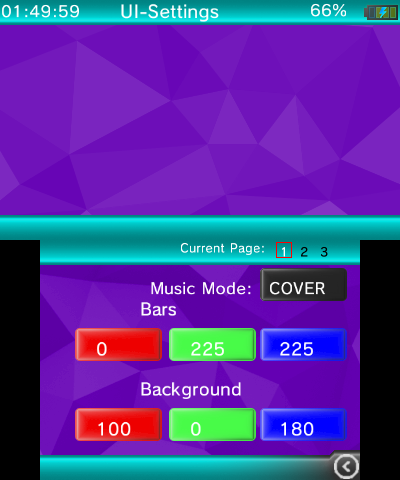 01:49:59 UI-Settings 66%
Current Page: 1 2 3
Music Mode: COVER
Bars
0 225 225
Background
100 0 180